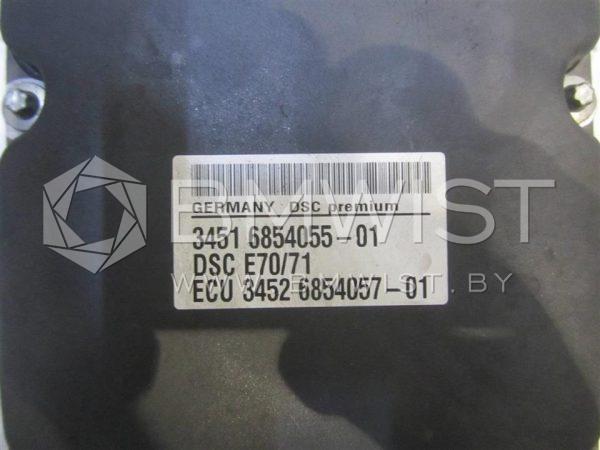 GERMANY DSC premium
3451 6854055-01
DSC E70/71
ECU 3452 6854057-01
BMWIST
WWW.BMWIST.BY